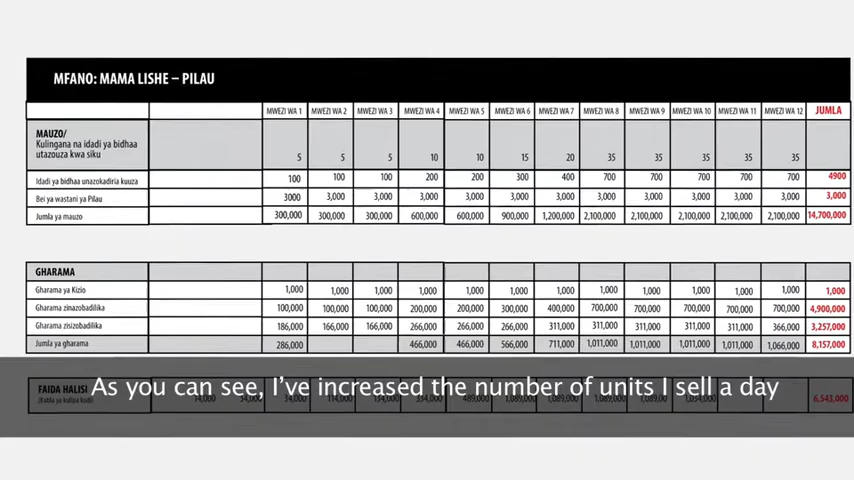 MFANO: MAMA LISHE – PILAU
MWEZI WA 1 MWEZI WA 2 MWEZI WA 3 MWEZI WA 4 MWEZI WA 5 MWEZI WA 6 MWEZI WA 7 MWEZI WA 8 MWEZI WA 9 MWEZI WA 10 MWEZI WA 11 MWEZI WA 12 JUMLA
MAUZO/
Kulingana na idadi ya bidhaa
utazouza kwa siku 5 5 5 10 10 15 20 35 35 35 35 35
Idadi ya bidhaa unazokadiria kuuza 100 100 100 200 200 300 400 700 700 700 700 700 4900
Bei ya wastani ya Pilau 3000 3,000 3,000 3,000 3,000 3,000 3,000 3,000 3,000 3,000 3,000 3,000 3,000
Jumla ya mauzo 300,000 300,000 300,000 600,000 600,000 900,000 1,200,000 2,100,000 2,100,000 2,100,000 2,100,000 2,100,000 14,700,000
GHARAMA
Gharama ya Kizio 1,000 1,000 1,000 1,000 1,000 1,000 1,000 1,000 1,000 1,000 1,000 1,000 1,000
Gharama zinazobadilika 100,000 100,000 100,000 200,000 200,000 300,000 400,000 700,000 700,000 700,000 700,000 700,000 4,900,000
Gharama zisizobadilika 186,000 166,000 166,000 266,000 266,000 266,000 311,000 311,000 311,000 311,000 311,000 366,000 3,257,000
Jumla ya gharama 286,000 466,000 466,000 566,000 711,000 1,011,000 1,011,000 1,011,000 1,011,000 1,066,000 8,157,000
FAIDA HALISI 6,543,000
As you can see, I've increased the number of units I sell a day